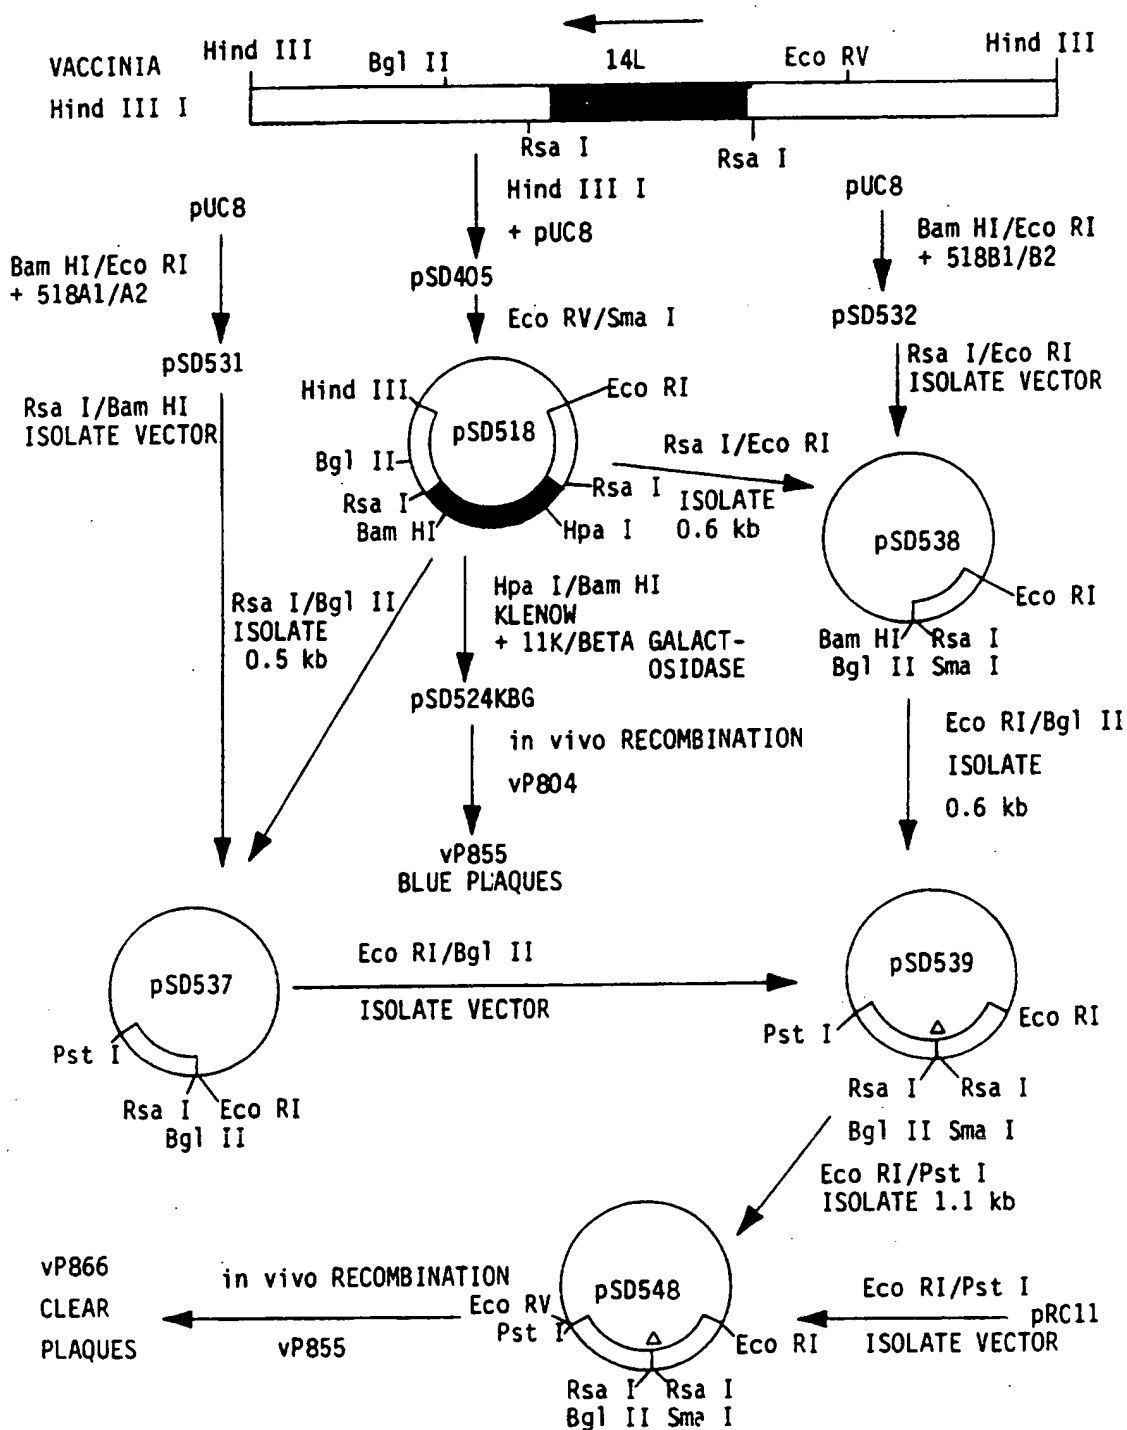 VACCINIA
Hind III I
Hind III
Bgl II
14L
Eco RV
Hind III
Rsa I
Rsa I
pUC8
Bam HI/Eco RI
+ 518A1/A2
pSD531
Rsa I/Bam HI
ISOLATE VECTOR
Hind III I
+ pUC8
pSD405
Eco RV/Sma I
pUC8
Bam HI/Eco RI
+ 518B1/B2
pSD532
Rsa I/Eco RI
ISOLATE VECTOR
Hind III
Eco RI
pSD518
Bgl II
Rsa I
Bam HI
Rsa I
Hpa I
Rsa I/Eco RI
ISOLATE
0.6 kb
pSD538
Eco RI
Bam HI
Rsa I
Bgl II
Sma I
Rsa I/Bgl II
ISOLATE
0.5 kb
Hpa I/Bam HI
KLENOW
+ 11K/BETA GALACT-
OSIDASE
pSD524KBG
in vivo RECOMBINATION
vP804
vP855
BLUE PLAQUES
Eco RI/Bgl II
ISOLATE
0.6 kb
pSD537
Pst I
Rsa I
Eco RI
Bgl II
Eco RI/Bgl II
ISOLATE VECTOR
pSD539
Pst I
Δ
Eco RI
Rsa I
Rsa I
Bgl II
Sma I
Eco RI/Pst I
ISOLATE 1.1 kb
vP866
CLEAR
PLAQUES
in vivo RECOMBINATION
vP855
pSD548
Eco RV
Pst I
Δ
Eco RI
Rsa I
Rsa I
Bgl II
Sma I
Eco RI/Pst I
pRC11
ISOLATE VECTOR